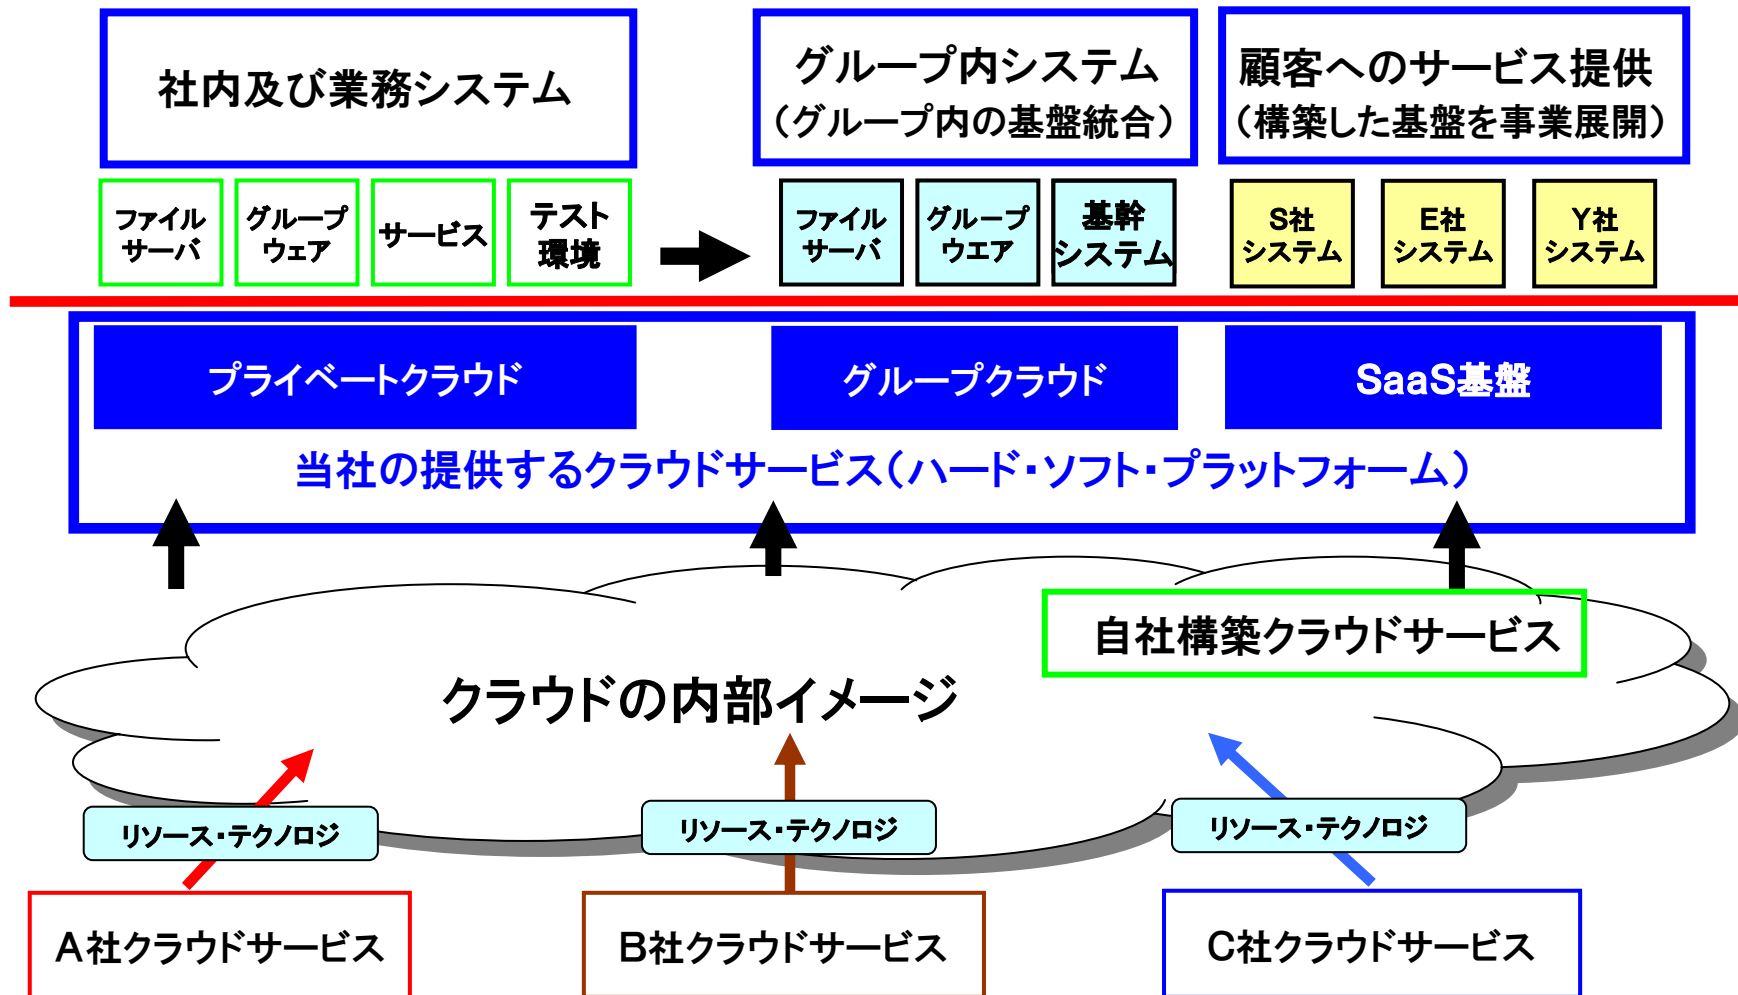 社内及び業務システム
グループ内システム
（グループ内の基盤統合）
顧客へのサービス提供
（構築した基盤を事業展開）
ファイル
サーバ
グループ
ウェア
サービス
テスト
環境
ファイル
サーバ
グループ
ウエア
基幹
システム
S社
システム
E社
システム
Y社
システム
プライベートクラウド
グループクラウド
SaaS基盤
当社の提供するクラウドサービス（ハード・ソフト・プラットフォーム）
自社構築クラウドサービス
クラウドの内部イメージ
リソース・テクノロジ
リソース・テクノロジ
リソース・テクノロジ
A社クラウドサービス
B社クラウドサービス
C社クラウドサービス